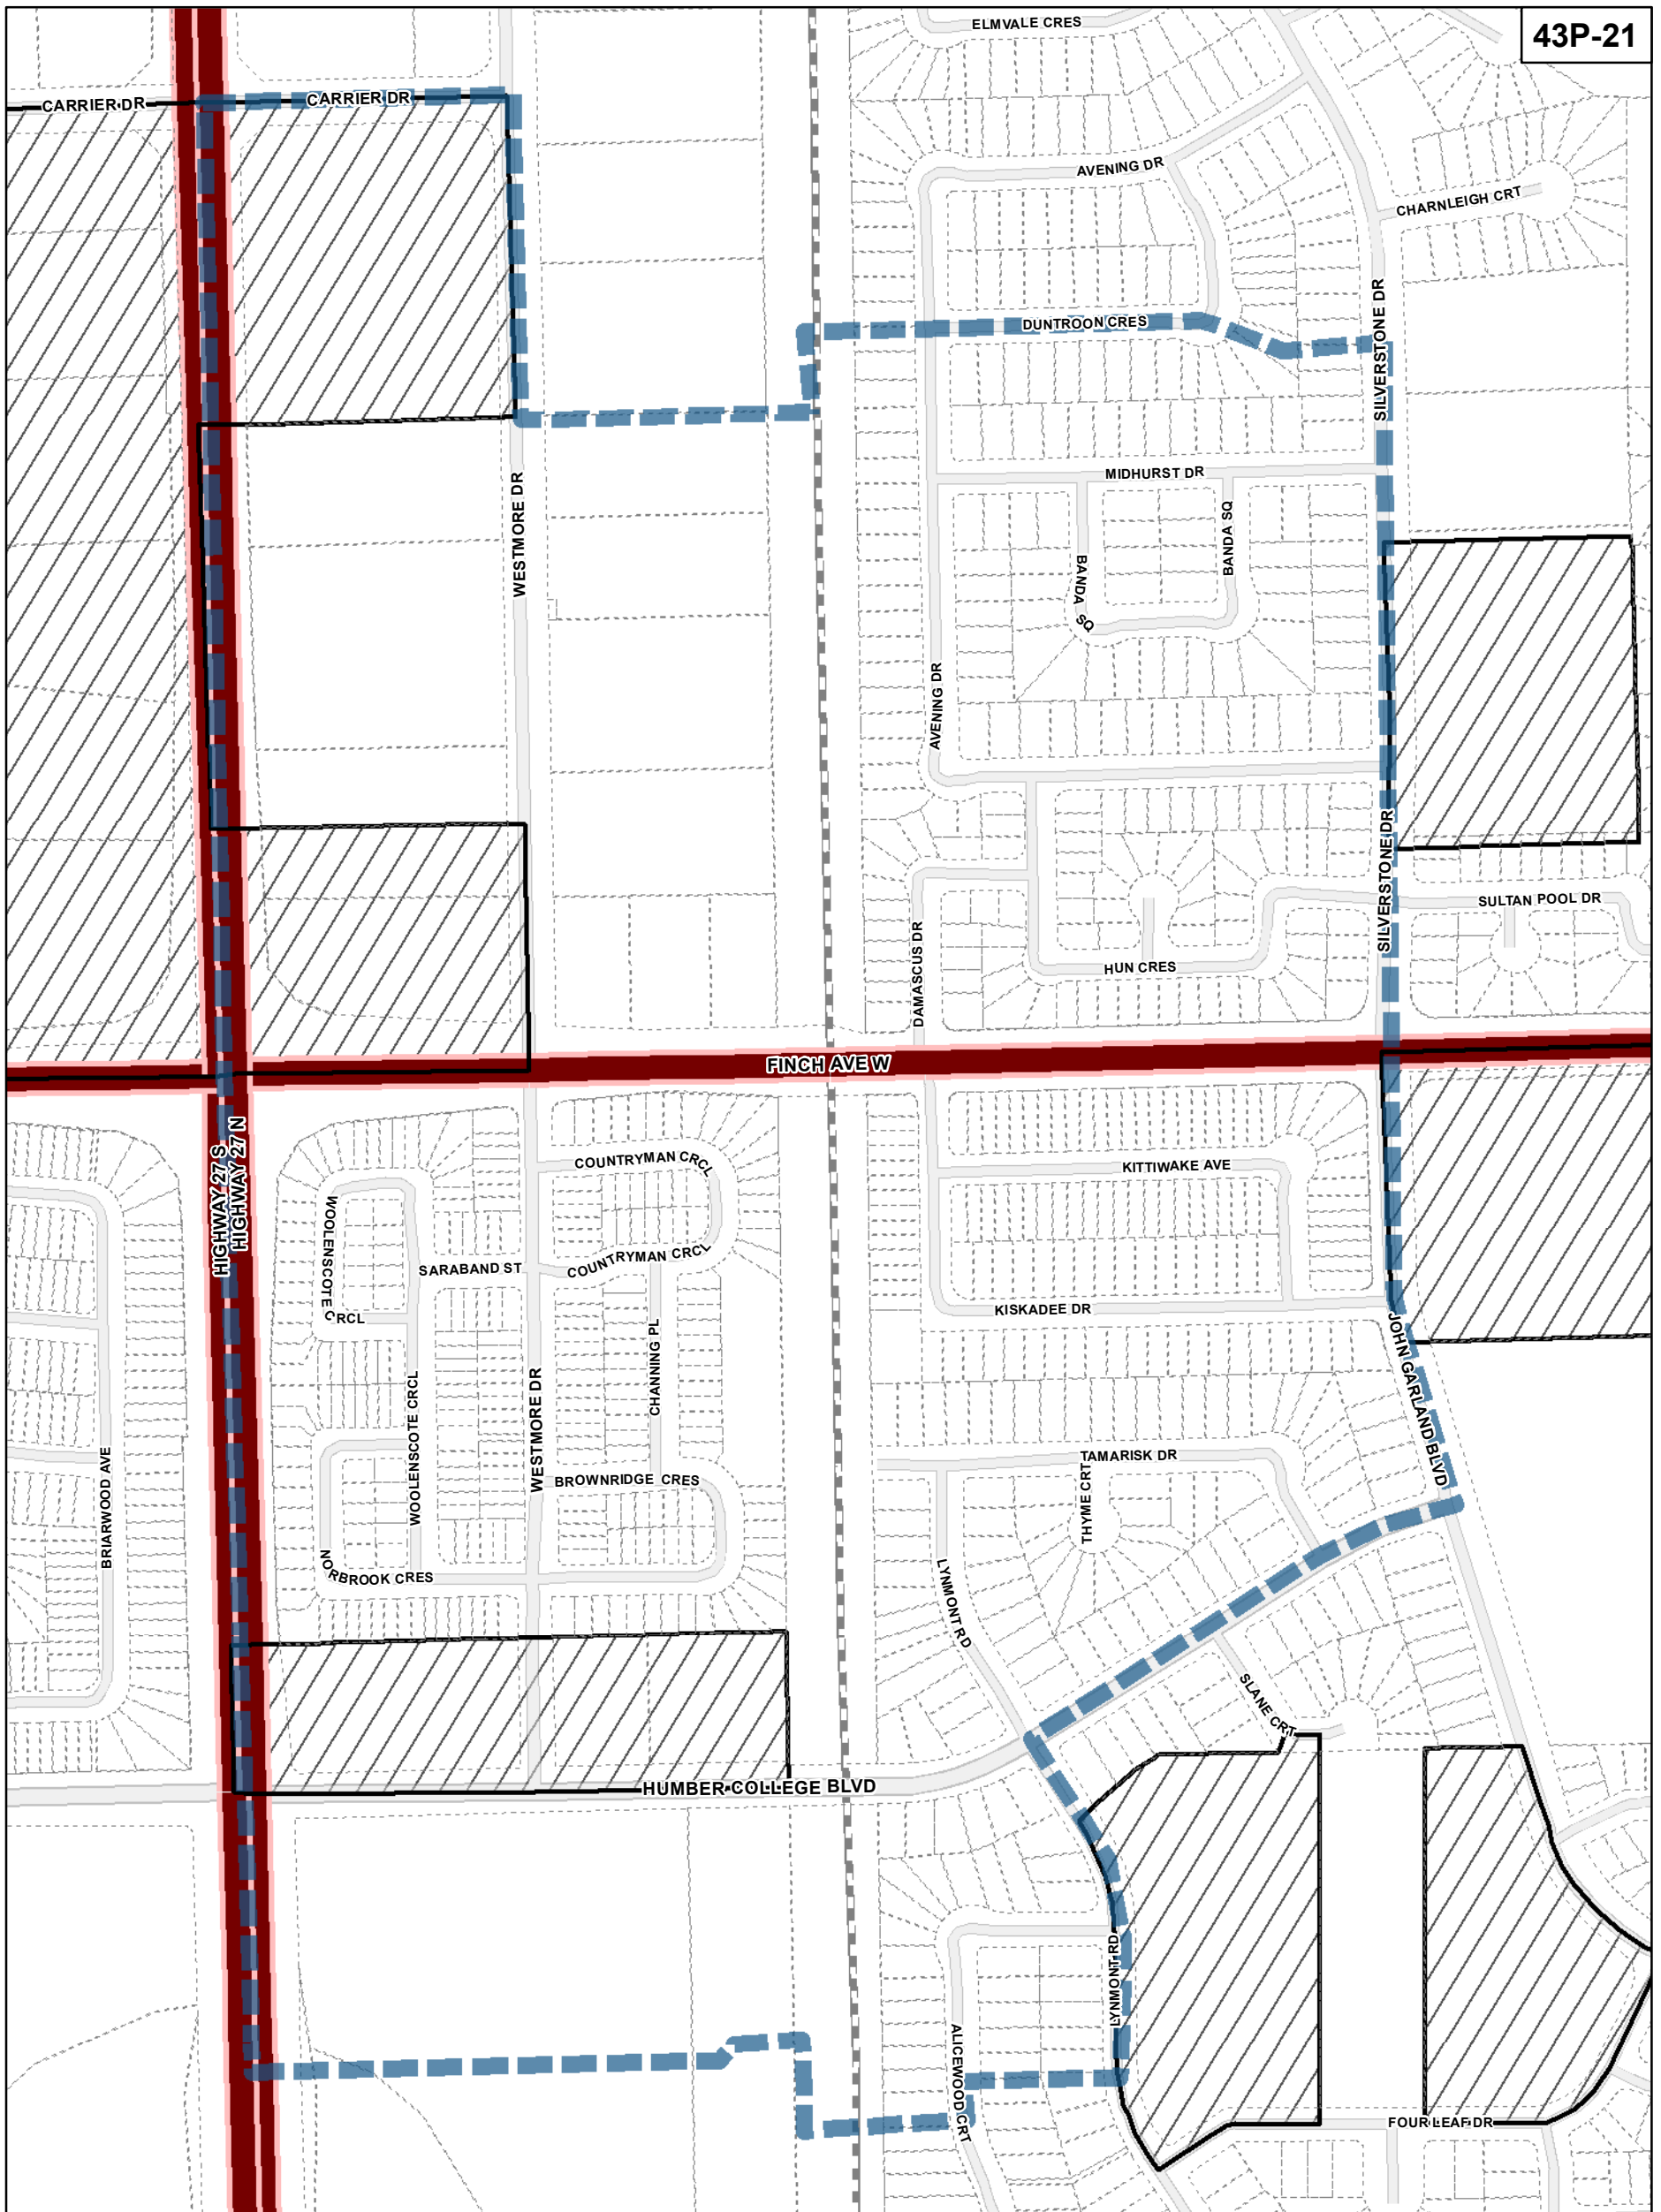 ELMVALE CRES
43P-21
CARRIER DR
CARRIER DR
AVENING DR
CHARNLEIGH CRT
SILVERSTONE DR
DUNTROON CRES
MIDHURST DR
WESTMORE DR
BANDA SQ
BANDA SQ
AVENING DR
SILVERSTONE DR
SULTAN POOL DR
DAMASCUS DR
HUN CRES
FINCH AVE W
HIGHWAY 27 S
HIGHWAY 27 N
COUNTRYMAN CRCL
KITTIWAKE AVE
WOOLENSCOTE CRCL
SARABAND ST
COUNTRYMAN CRCL
KISKADEE DR
CHANNING PL
JOHN GARLAND BLVD
WOOLENSCOTE CRCL
WESTMORE DR
BRIARWOOD AVE
TAMARISK DR
THYME CRT
BROWNRIDGE CRES
NORBROOK CRES
LYNMONT RD
SLANE CRT
HUMBER COLLEGE BLVD
LYNMONT RD
ALICEWOOD CRT
FOUR LEAF DR